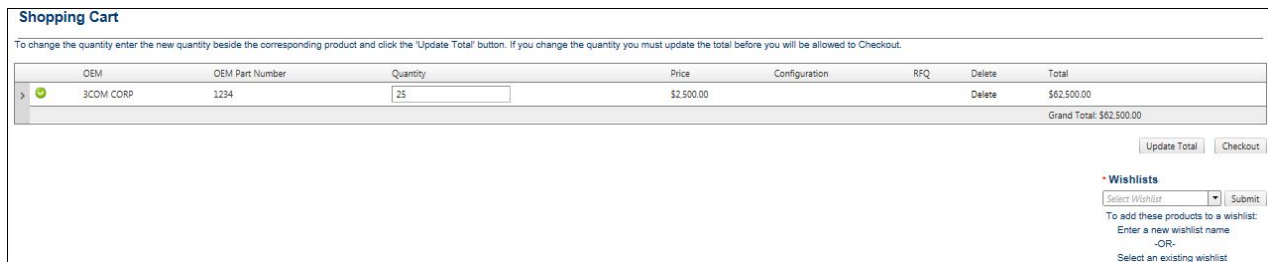 Shopping Cart
To change the quantity enter the new quantity beside the corresponding product and click the 'Update Total' button. If you change the quantity you must update the total before you will be allowed to Checkout.
OEM OEM Part Number Quantity Price Configuration RFQ Delete Total
> 3COM CORP 1234 25 $2,500.00 Delete $62,500.00
Grand Total: $62,500.00
Update Total Checkout
* Wishlists
Select Wishlist Submit
To add these products to a wishlist:
Enter a new wishlist name
-OR-
Select an existing wishlist